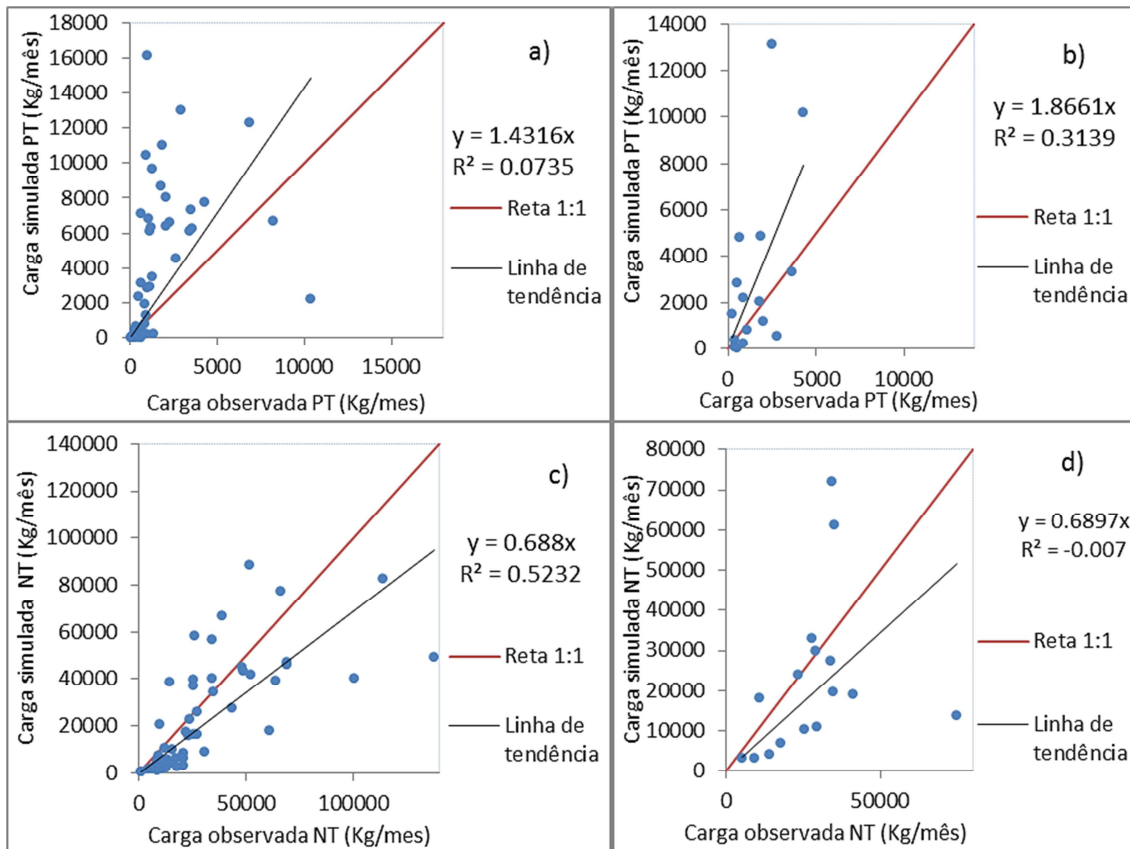 18000
16000
14000
12000
10000
8000
6000
4000
2000
0
0
5000
10000
15000
Carga simulada PT (Kg/mês)
Carga observada PT (Kg/mes)
a)
y = 1.4316x
R² = 0.0735
Reta 1:1
Linha de
tendência
14000
12000
10000
8000
6000
4000
2000
0
0
5000
10000
Carga simulada PT (Kg/mês)
Carga observada PT (Kg/mes)
b)
y = 1.8661x
R² = 0.3139
Reta 1:1
Linha de
tendência
140000
120000
100000
80000
60000
40000
20000
0
0
50000
100000
Carga simulada NT (Kg/mês)
Carga observada NT (Kg/mes)
c)
y = 0.688x
R² = 0.5232
Reta 1:1
Linha de
tendência
80000
70000
60000
50000
40000
30000
20000
10000
0
0
50000
Carga simulada NT (Kg/mês)
Carga observada NT (Kg/mês)
d)
y = 0.6897x
R² = -0.007
Reta 1:1
Linha de
tendência